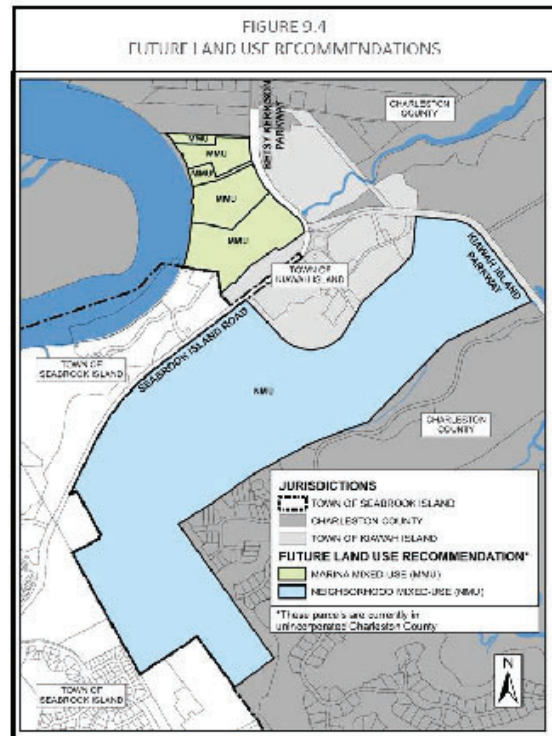 FIGURE 9.4
FUTURE LAND USE RECOMMENDATIONS
CHARLESTON
COUNTY
BETSY KERRISON
PARKWAY
MMU
MMU
MMU
MMU
MMU
KIAWAH ISLAND
PARKWAY
TOWN OF
KIAWAH ISLAND
SEABROOK ISLAND ROAD
TOWN OF
SEABROOK ISLAND
NMU
CHARLESTON
COUNTY
JURISDICTIONS
TOWN OF SEABROOK ISLAND
CHARLESTON COUNTY
TOWN OF KIAWAH ISLAND
FUTURE LAND USE RECOMMENDATION*
MARINA MIXED-USE (MMU)
NEIGHBORHOOD MIXED-USE (NMU)
*These parcels are currently in
unincorporated Charleston County
TOWN OF
SEABROOK ISLAND
N